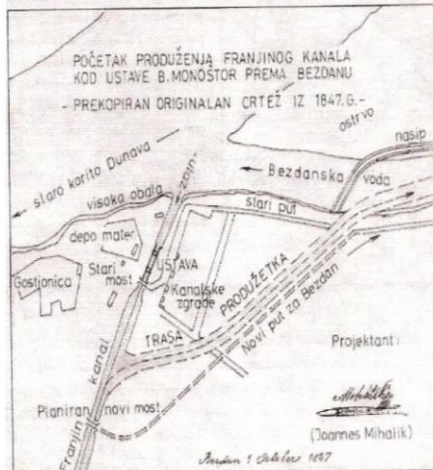 POČETAK PRODUŽENJA FRANJINOG KANALA
KOD USTAVE B.MONOŠTOR PREMA BEZDANU
- PREKOPIRAN ORIGINALAN CRTEŽ IZ 1847.G.-
ostrvo
nasip
staro korito Dunava
Bezdanska voda
visoka obala
stari put
depo mater.
USTAVA
Gostionica
Stari most
Kanalske
zgrade
TRASA PRODUŽETKA
Novi put za Bezdan
Planiran novi most
Franjin kanal
Projektant:
(Joannes Mihalik)